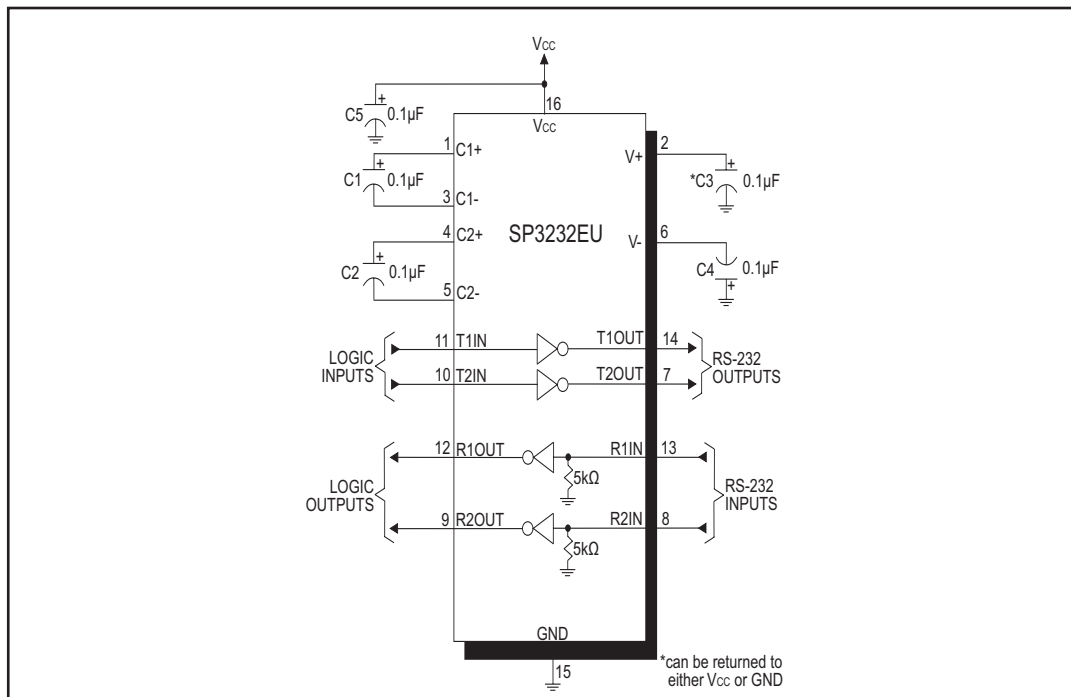 Vcc
C5
+
0.1µF
16
Vcc
1
C1+
C1
+
0.1µF
3
C1-
4
C2+
C2
+
0.1µF
5
C2-
SP3232EU
V+
2
*C3
+
0.1µF
V-
6
C4
0.1µF
+
LOGIC
INPUTS
11
T1IN
T1OUT
14
10
T2IN
T2OUT
7
RS-232
OUTPUTS
LOGIC
OUTPUTS
12
R1OUT
R1IN
13
5kΩ
9
R2OUT
R2IN
8
5kΩ
RS-232
INPUTS
GND
15
*can be returned to
either Vcc or GND